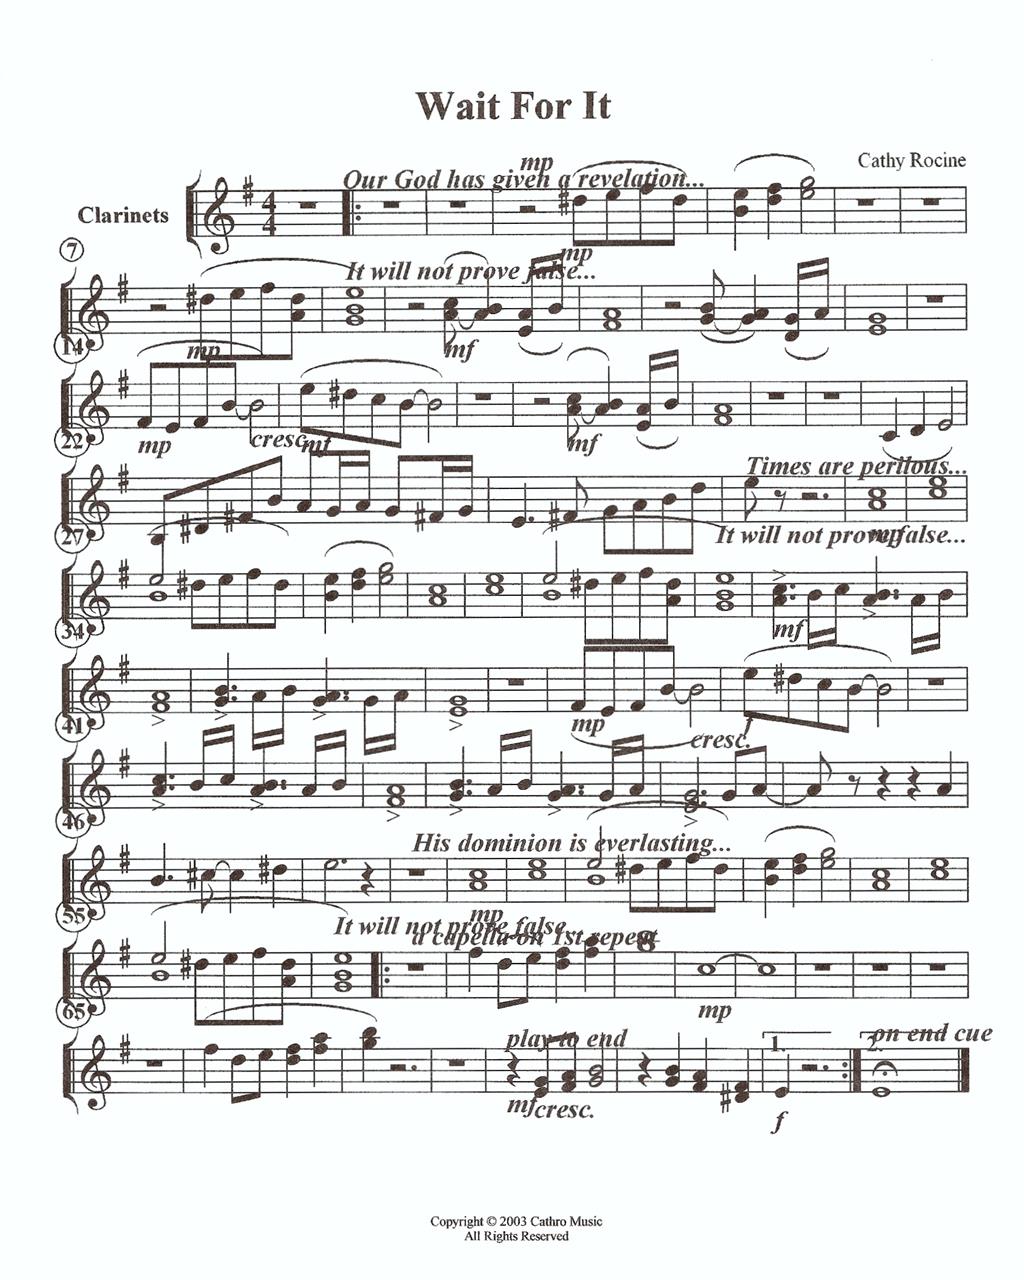 Wait For It
Cathy Rocine
mp
Our God has given a revelation...
Clarinets
7
mp
It will not prove false...
14
mp
mf
22
mp
cresc.
mf
mf
Times are perilous...
27
It will not prove false...
mp
34
mf
41
mp
cresc.
f
46
His dominion is everlasting...
55
mp
It will not prove false...
a capella on 1st repeat
8
65
mp
play to end
on end cue
1.
2.
mf
cresc.
f
Copyright © 2003 Cathro Music
All Rights Reserved